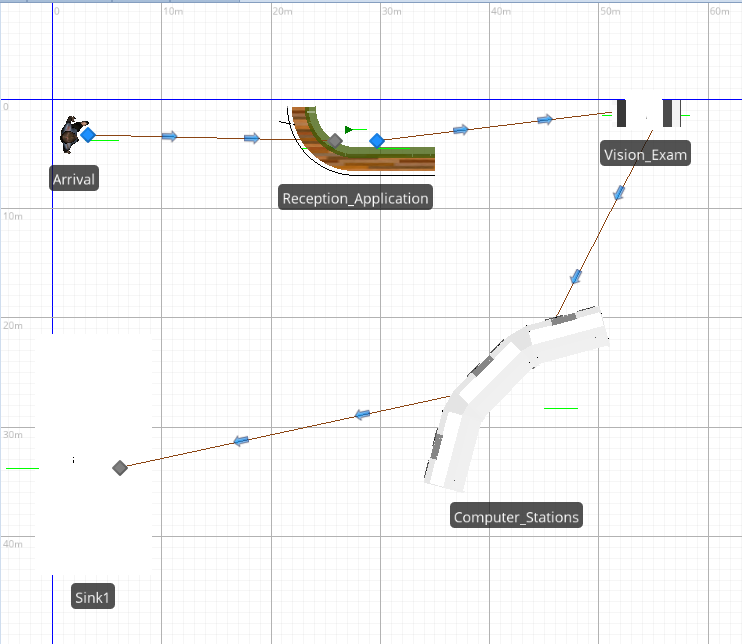 0
10m
20m
30m
40m
50m
60m
0
Arrival
Reception_Application
Vision_Exam
10m
20m
30m
Computer_Stations
40m
Sink1